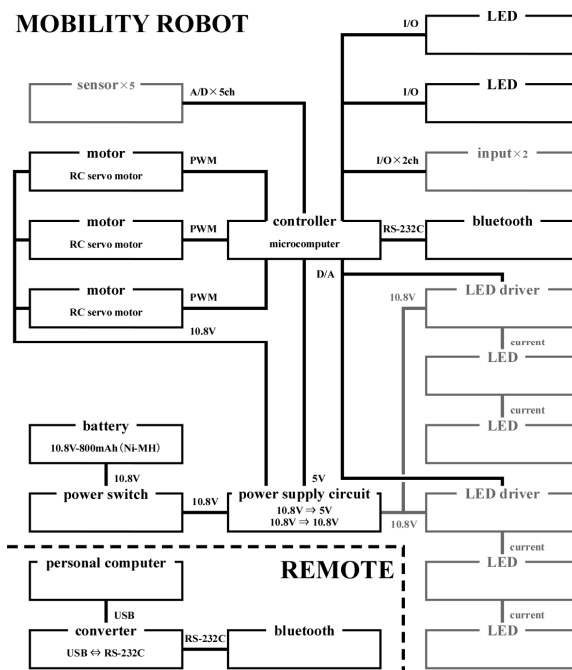 MOBILITY ROBOT
LED
I/O
sensor×5
A/D×5ch
LED
I/O
motor
RC servo motor
PWM
input×2
I/O×2ch
motor
RC servo motor
PWM
controller
microcomputer
RS-232C
bluetooth
motor
RC servo motor
PWM
D/A
LED driver
10.8V
10.8V
current
LED
current
battery
10.8V-800mAh(Ni-MH)
LED
10.8V
5V
power switch
10.8V
power supply circuit
10.8V ⇒ 5V
10.8V ⇒ 10.8V
10.8V
LED driver
current
personal computer
REMOTE
LED
USB
current
converter
USB ⇔ RS-232C
RS-232C
bluetooth
LED